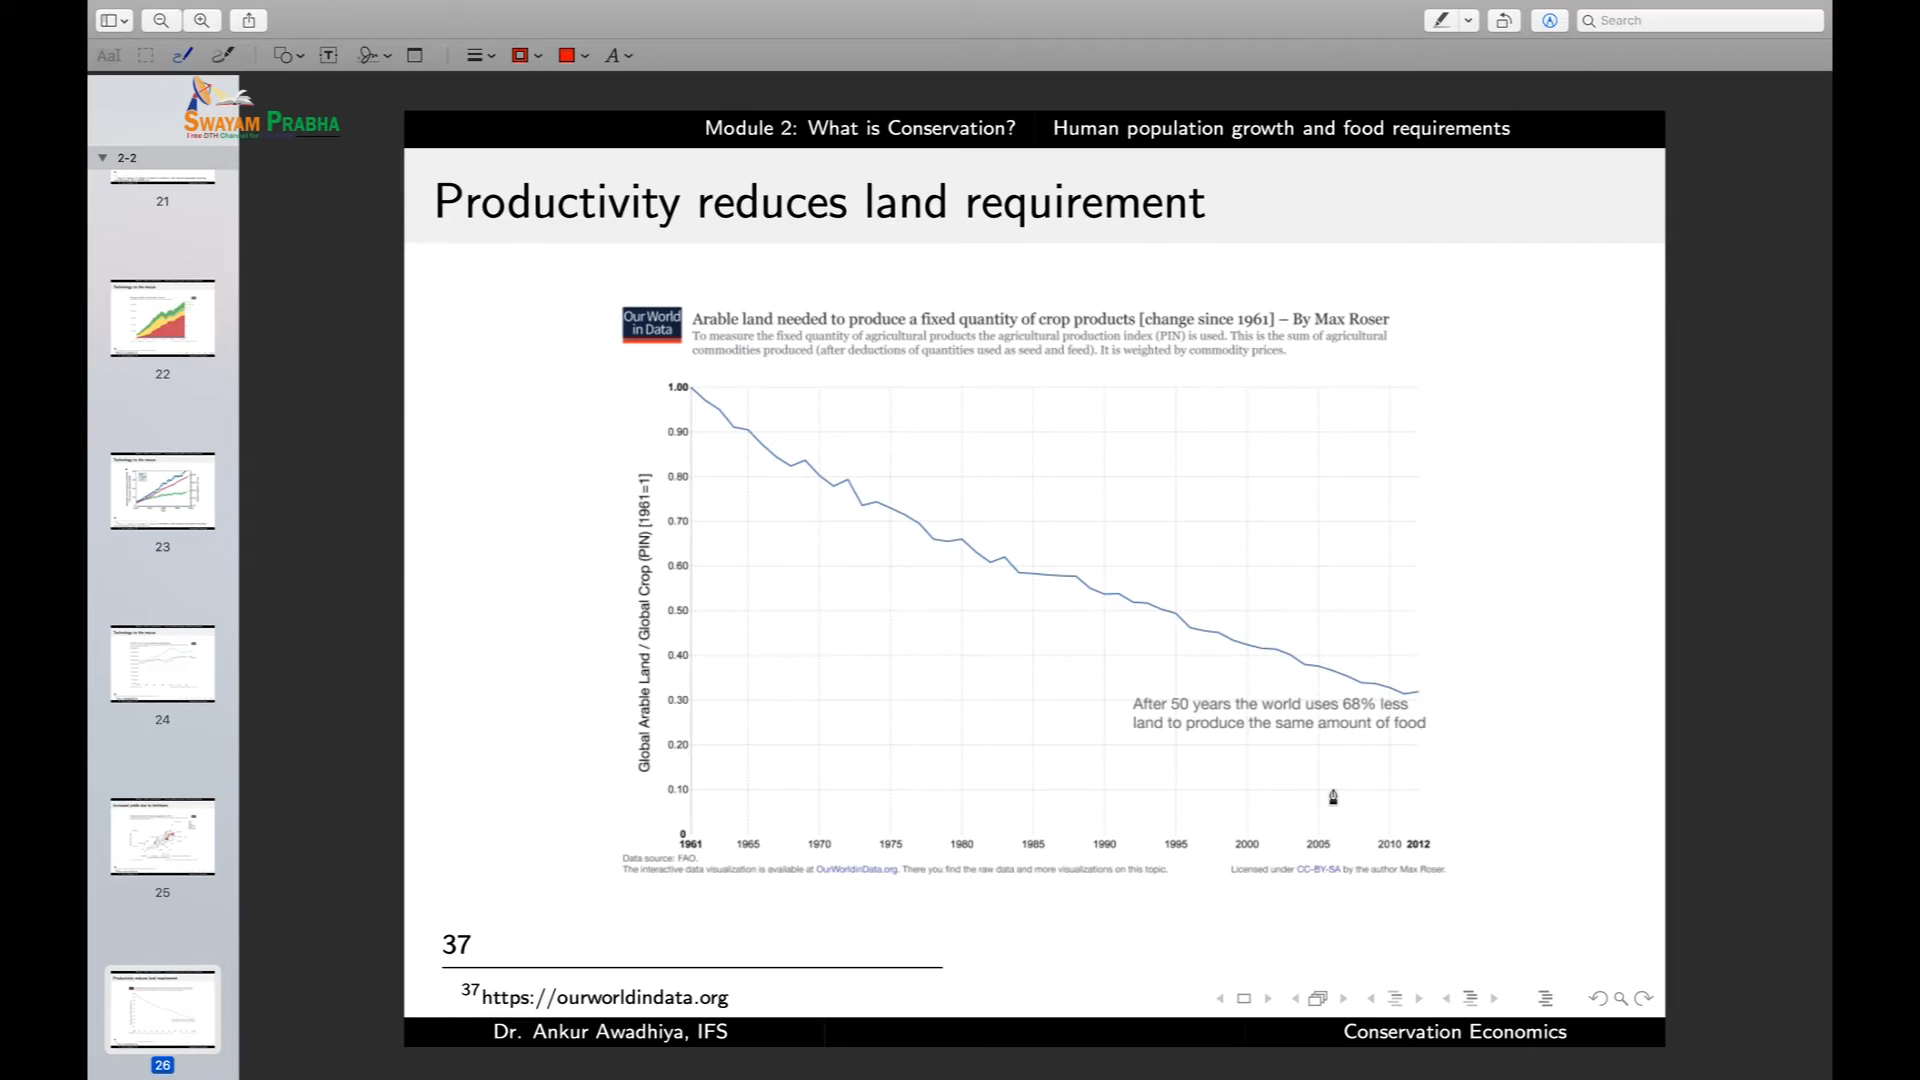 Search
AaI
SWAYAM PRABHA
Free DTH Channel for
2-2
21
22
23
24
25
26
Module 2: What is Conservation? Human population growth and food requirements
Productivity reduces land requirement
Our World
in Data
Arable land needed to produce a fixed quantity of crop products [change since 1961] – By Max Roser
To measure the fixed quantity of agricultural products the agricultural production index (PIN) is used. This is the sum of agricultural
commodities produced (after deductions of quantities used as seed and feed). It is weighted by commodity prices.
Global Arable Land / Global Crop (PIN) [1961=1]
1.00
0.90
0.80
0.70
0.60
0.50
0.40
0.30
0.20
0.10
0
After 50 years the world uses 68% less
land to produce the same amount of food
1961 1965 1970 1975 1980 1985 1990 1995 2000 2005 2010 2012
Data source: FAO.
The interactive data visualization is available at OurWorldinData.org. There you find the raw data and more visualizations on this topic. Licensed under CC-BY-SA by the author Max Roser.
37
37https://ourworldindata.org
Dr. Ankur Awadhiya, IFS Conservation Economics